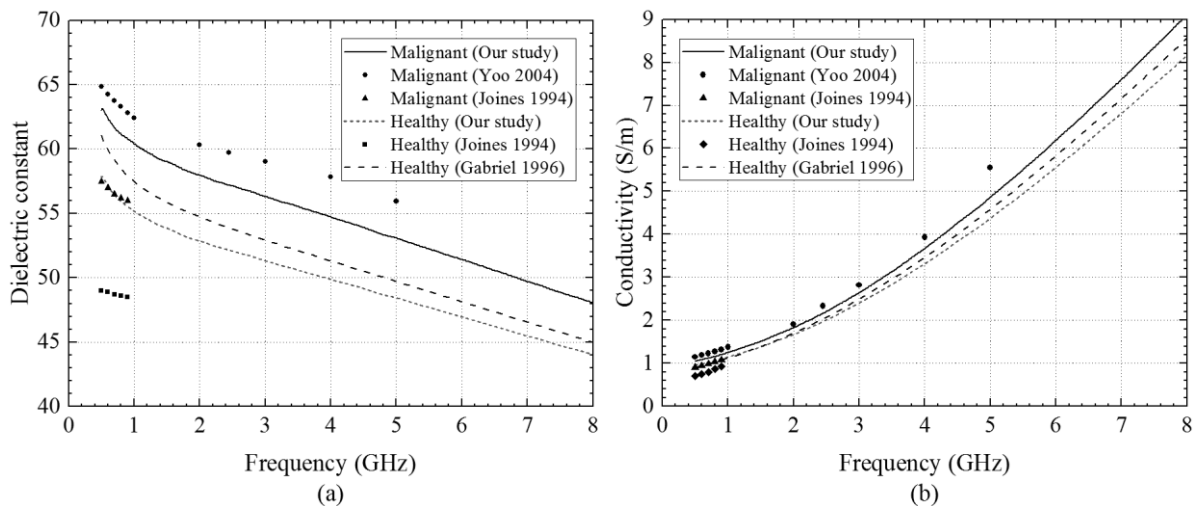 70
65
60
55
50
45
40
Dielectric constant
0 1 2 3 4 5 6 7 8
Frequency (GHz)
(a)
Malignant (Our study)
Malignant (Yoo 2004)
Malignant (Joines 1994)
Healthy (Our study)
Healthy (Joines 1994)
Healthy (Gabriel 1996)
9
8
7
6
5
4
3
2
1
0
Conductivity (S/m)
0 1 2 3 4 5 6 7 8
Frequency (GHz)
(b)
Malignant (Our study)
Malignant (Yoo 2004)
Malignant (Joines 1994)
Healthy (Our study)
Healthy (Joines 1994)
Healthy (Gabriel 1996)